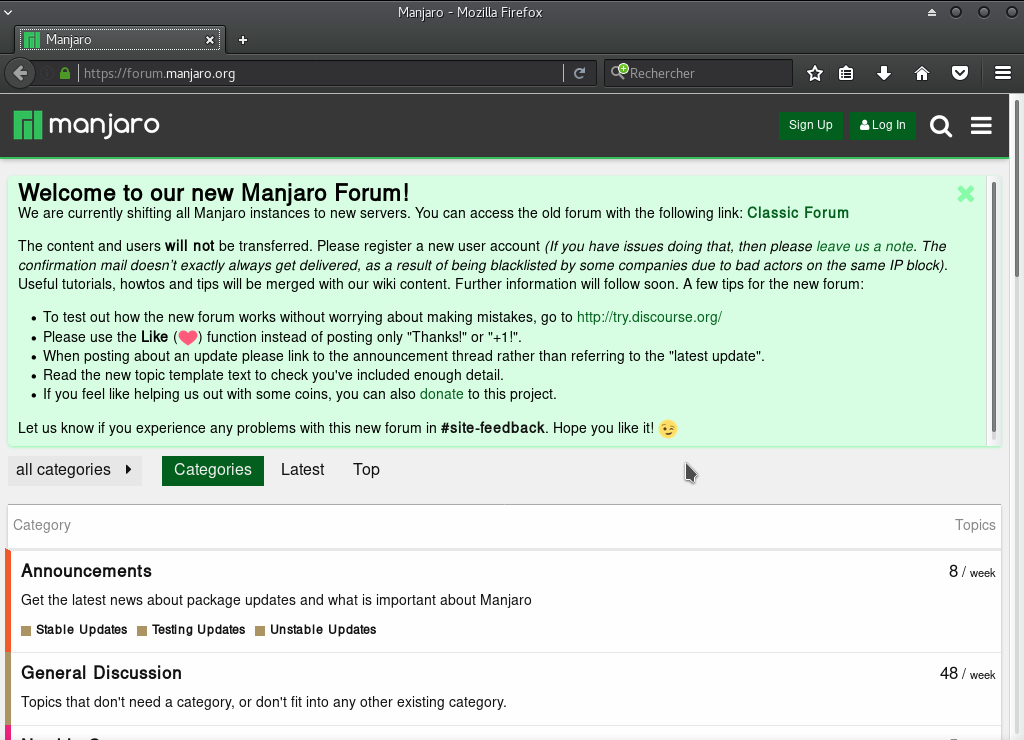 Manjaro - Mozilla Firefox
Manjaro
https://forum.manjaro.org
Rechercher
manjaro
Sign Up
Log In
Welcome to our new Manjaro Forum!
We are currently shifting all Manjaro instances to new servers. You can access the old forum with the following link: Classic Forum
The content and users will not be transferred. Please register a new user account (If you have issues doing that, then please leave us a note. The
confirmation mail doesn't exactly always get delivered, as a result of being blacklisted by some companies due to bad actors on the same IP block).
Useful tutorials, howtos and tips will be merged with our wiki content. Further information will follow soon. A few tips for the new forum:
• To test out how the new forum works without worrying about making mistakes, go to http://try.discourse.org/
• Please use the Like (❤) function instead of posting only "Thanks!" or "+1!".
• When posting about an update please link to the announcement thread rather than referring to the "latest update".
• Read the new topic template text to check you've included enough detail.
• If you feel like helping us out with some coins, you can also donate to this project.
Let us know if you experience any problems with this new forum in #site-feedback. Hope you like it! 😉
all categories
Categories
Latest
Top
Category
Topics
Announcements
8 / week
Get the latest news about package updates and what is important about Manjaro
Stable Updates
Testing Updates
Unstable Updates
General Discussion
48 / week
Topics that don't need a category, or don't fit into any other existing category.